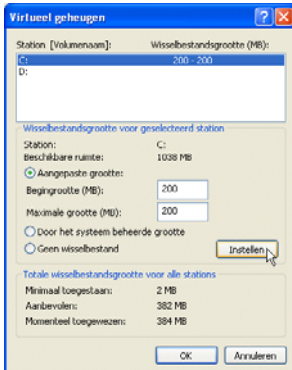 Virtueel geheugen
Station [Volumenaam]: Wisselbestandsgrootte (MB):
C: 200 - 200
D:
Wisselbestandsgrootte voor geselecteerd station
Station: C:
Beschikbare ruimte: 1038 MB
Aangepaste grootte:
Begingrootte (MB): 200
Maximale grootte (MB): 200
Door het systeem beheerde grootte
Geen wisselbestand Instellen
Totale wisselbestandsgrootte voor alle stations
Minimaal toegestaan: 2 MB
Aanbevolen: 382 MB
Momenteel toegewezen: 384 MB
OK Annuleren